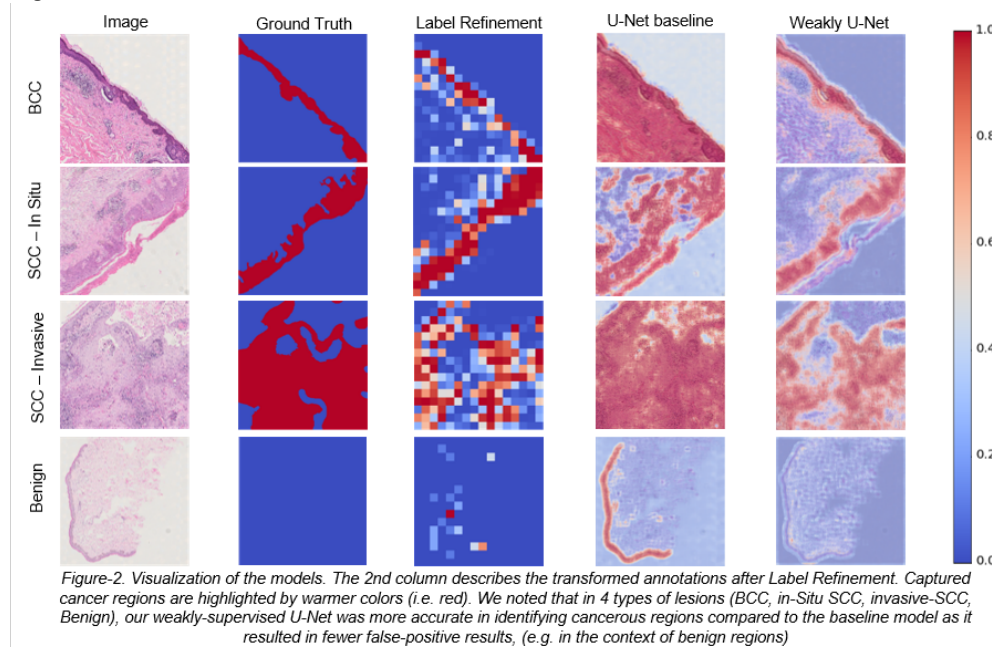 Image
Ground Truth
Label Refinement
U-Net baseline
Weakly U-Net
BCC
SCC – In Situ
SCC – Invasive
Benign
1.0
0.8
0.6
0.4
0.2
0.0
Figure-2. Visualization of the models. The 2nd column describes the transformed annotations after Label Refinement. Captured
cancer regions are highlighted by warmer colors (i.e. red). We noted that in 4 types of lesions (BCC, in-Situ SCC, invasive-SCC,
Benign), our weakly-supervised U-Net was more accurate in identifying cancerous regions compared to the baseline model as it
resulted in fewer false-positive results, (e.g. in the context of benign regions)